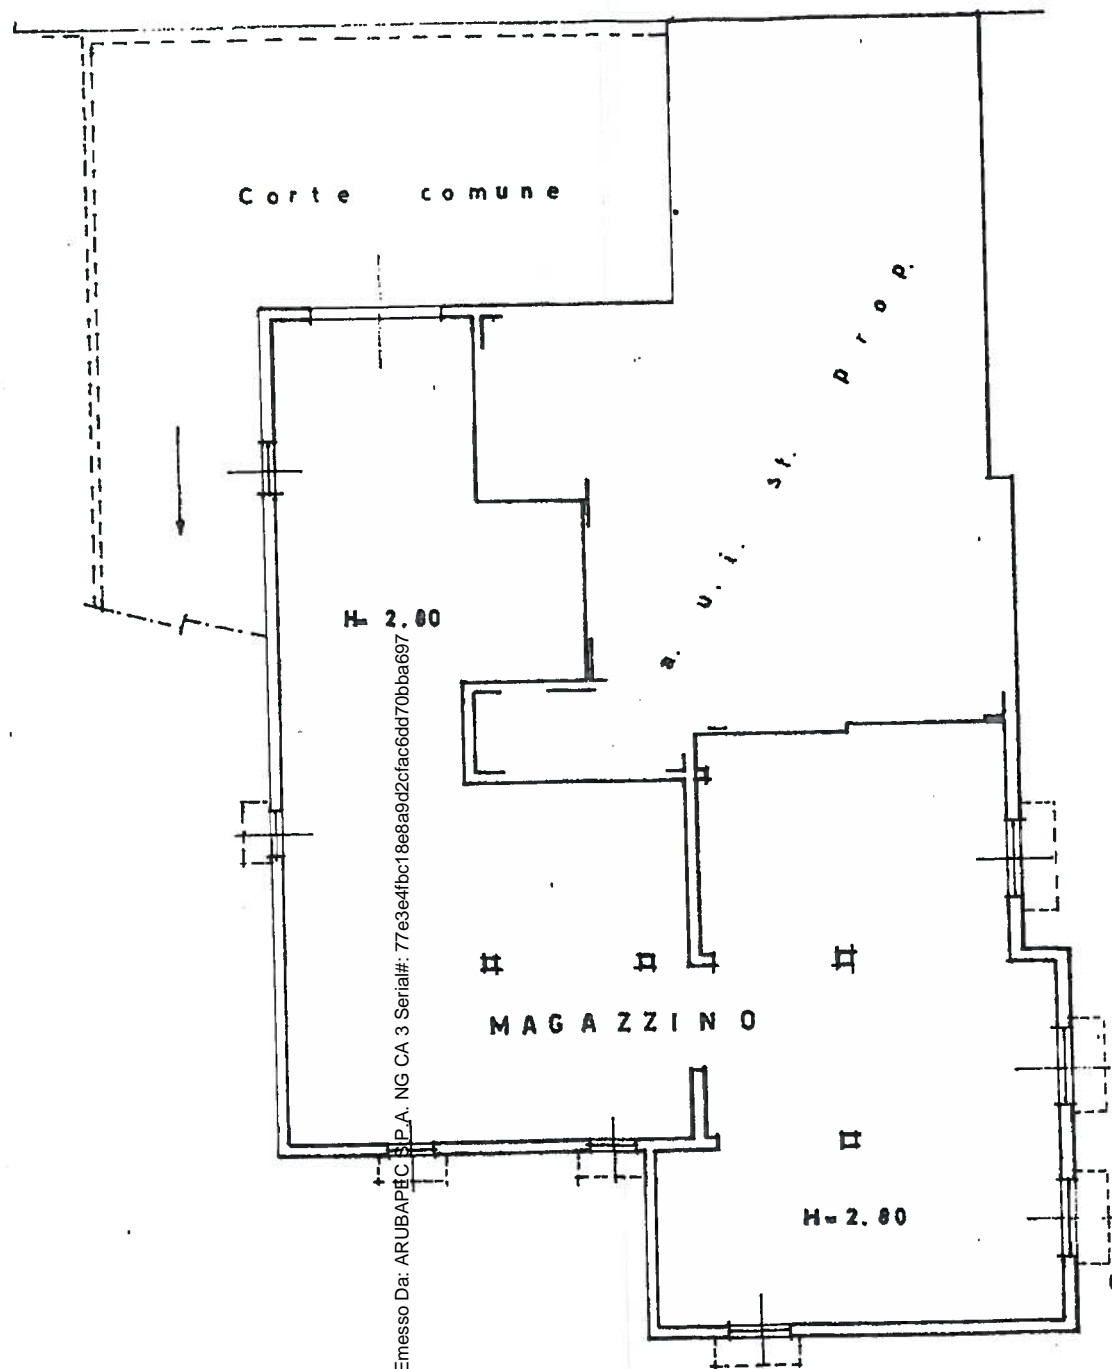 Corte comune
a. u. i. st. prop.
H= 2.80
Emesso Da: ARUBAPEC S.P.A. NG CA 3 Serial#: 77e3e4fbc18e8a9d2cfac6dd70bba697
MAGAZZINO
H= 2.80